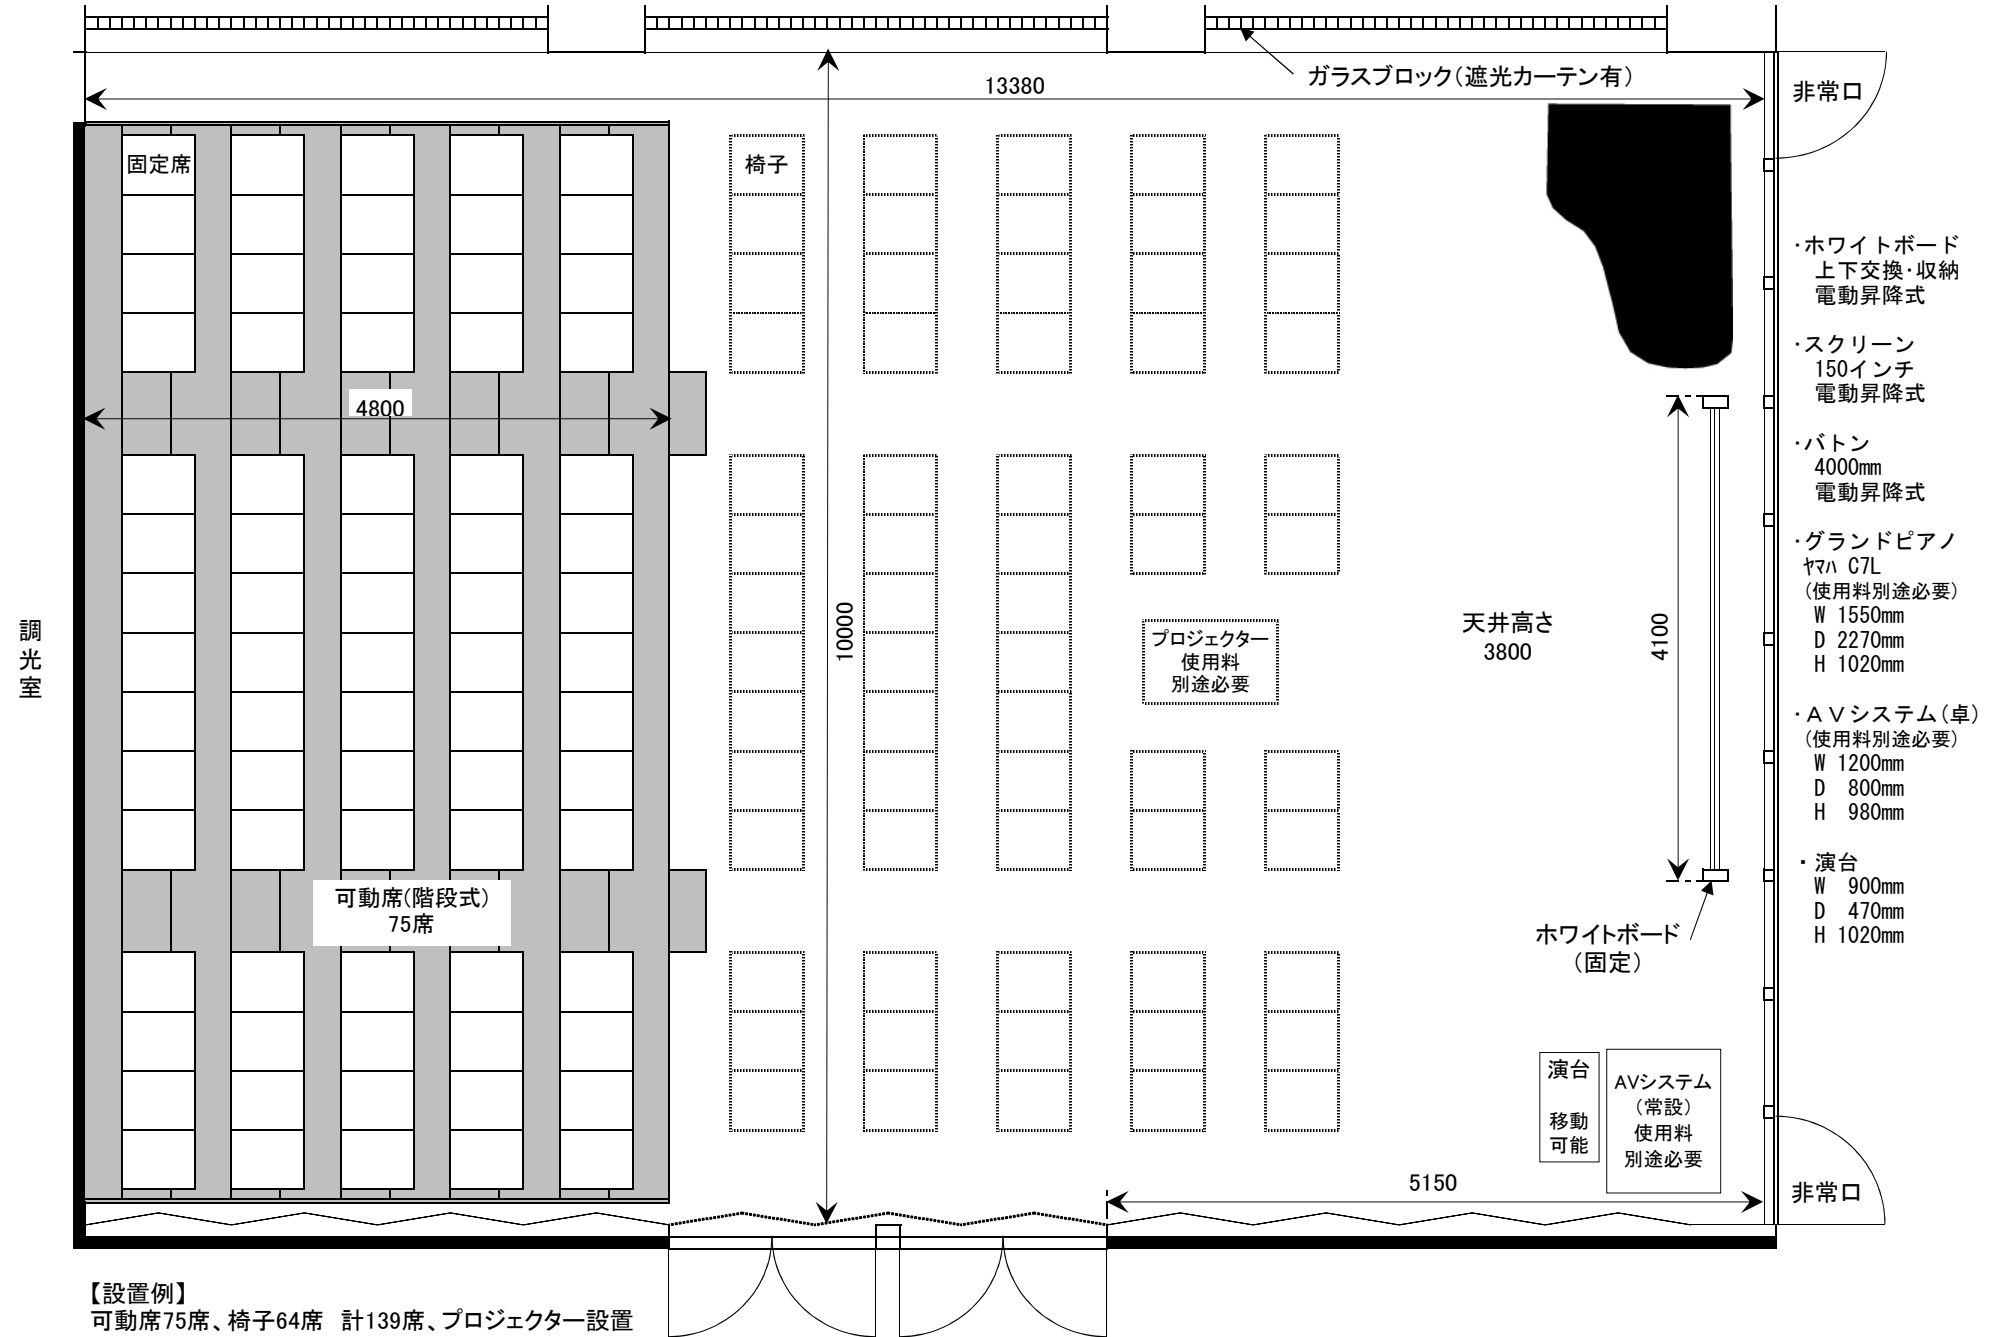 ガラスブロック(遮光カーテン有)
13380
非常口
固定席
椅子
・ホワイトボード
上下交換・収納
電動昇降式
・スクリーン
150インチ
電動昇降式
4800
・バトン
4000mm
電動昇降式
・グランドピアノ
ﾔﾏﾊ C7L
(使用料別途必要)
W 1550mm
D 2270mm
H 1020mm
調
光
室
10000
プロジェクター
使用料
別途必要
天井高さ
3800
4100
・AVシステム(卓)
(使用料別途必要)
W 1200mm
D 800mm
H 980mm
・演台
W 900mm
D 470mm
H 1020mm
可動席(階段式)
75席
ホワイトボード
(固定)
演台
移動
可能
AVシステム
(常設)
使用料
別途必要
5150
非常口
【設置例】
可動席75席、椅子64席 計139席、プロジェクター設置